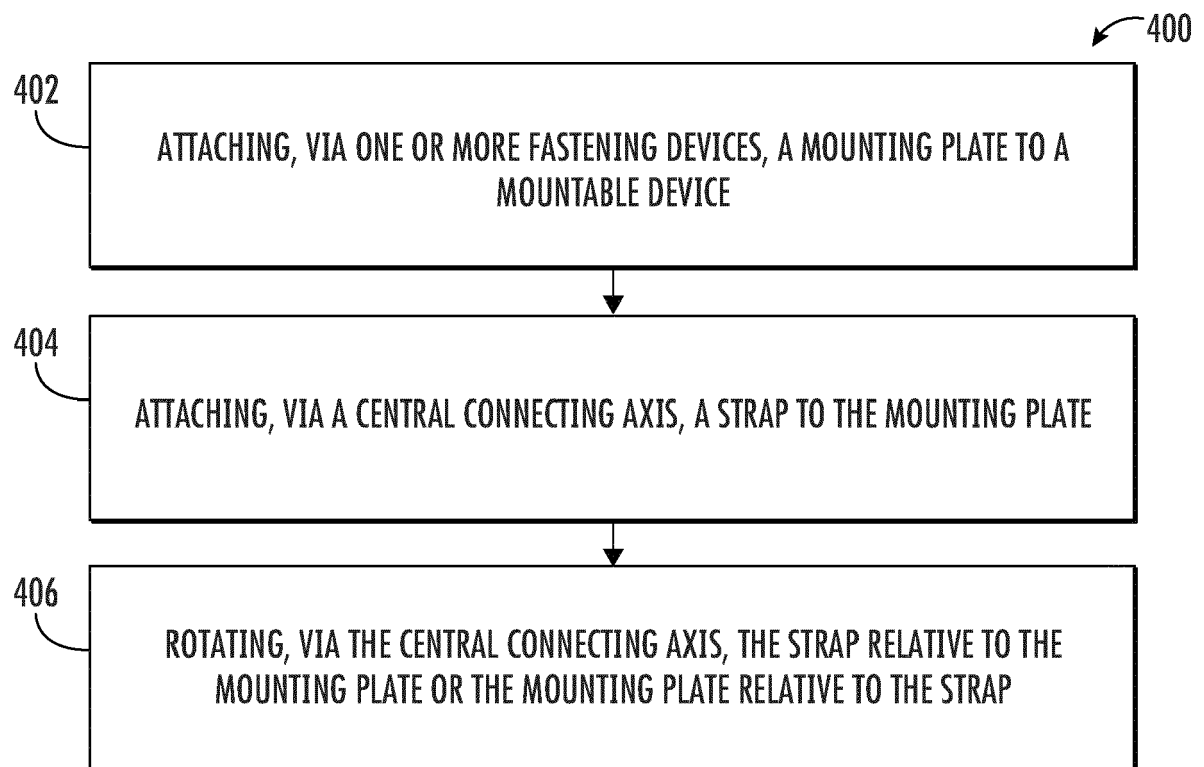 400
402
ATTACHING, VIA ONE OR MORE FASTENING DEVICES, A MOUNTING PLATE TO A
MOUNTABLE DEVICE
404
ATTACHING, VIA A CENTRAL CONNECTING AXIS, A STRAP TO THE MOUNTING PLATE
406
ROTATING, VIA THE CENTRAL CONNECTING AXIS, THE STRAP RELATIVE TO THE
MOUNTING PLATE OR THE MOUNTING PLATE RELATIVE TO THE STRAP